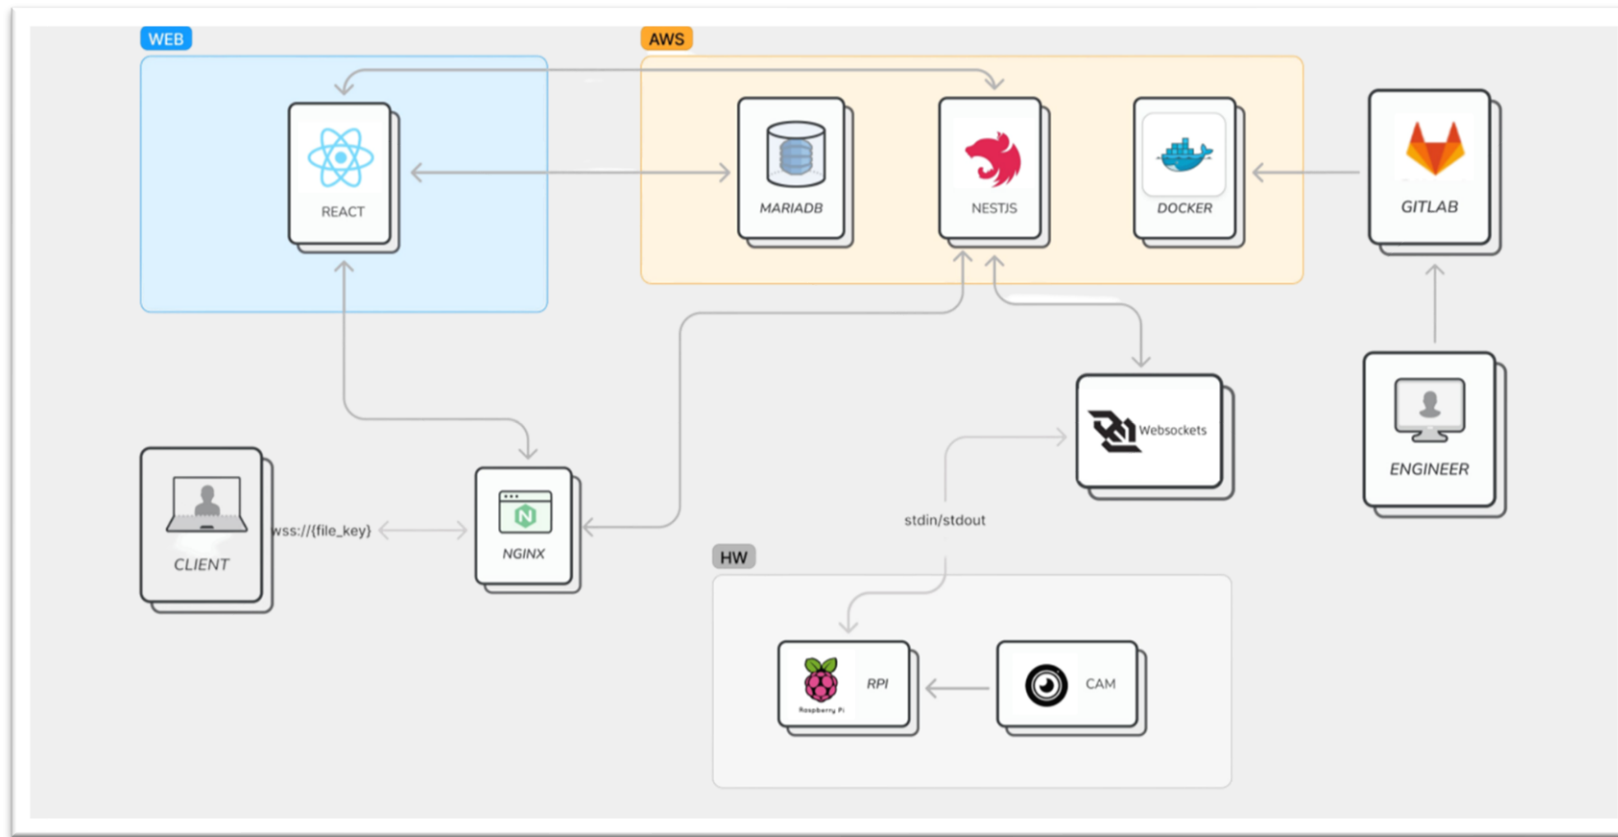 WEB
AWS
REACT
MARIADB
NESTJS
DOCKER
GITLAB
Websockets
ENGINEER
wss://{file_key}
CLIENT
N
NGINX
stdin/stdout
HW
RPI
Raspberry Pi
CAM